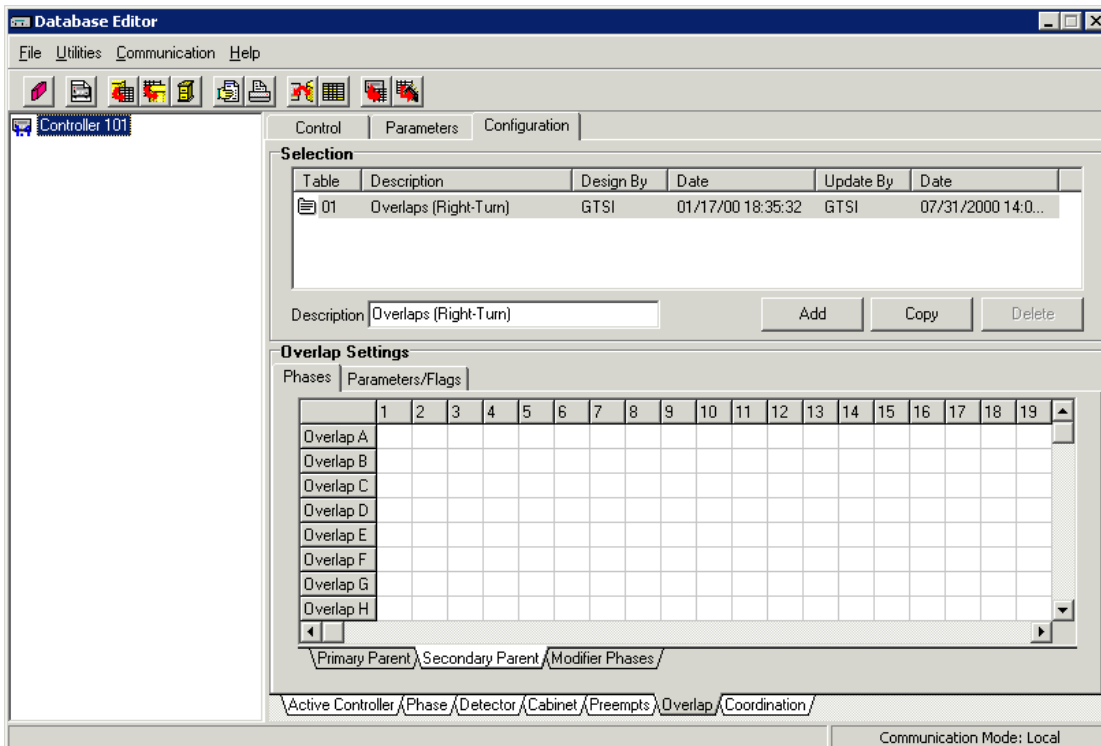 Database Editor
File Utilities Communication Help
Controller 101
Control Parameters Configuration
Selection
Table Description Design By Date Update By Date
01 Overlaps (Right-Turn) GTSI 01/17/00 18:35:32 GTSI 07/31/2000 14:0...
Description Overlaps (Right-Turn) Add Copy Delete
Overlap Settings
Phases Parameters/Flags
1 2 3 4 5 6 7 8 9 10 11 12 13 14 15 16 17 18 19
Overlap A
Overlap B
Overlap C
Overlap D
Overlap E
Overlap F
Overlap G
Overlap H
Primary Parent Secondary Parent Modifier Phases
Active Controller Phase Detector Cabinet Preempts Overlap Coordination
Communication Mode: Local